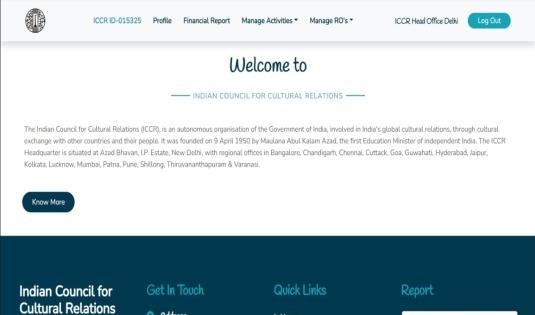 ICCR ID-015325 Profile Financial Report Manage Activities Manage RO's ICCR Head Office Delhi Log Out
Welcome to
INDIAN COUNCIL FOR CULTURAL RELATIONS
The Indian Council for Cultural Relations (ICCR), is an autonomous organisation of the Government of India, involved in India's global cultural relations, through cultural
exchange with other countries and their people. It was founded on 9 April 1950 by Maulana Abul Kalam Azad, the first Education Minister of independent India. The ICCR
Headquarter is situated at Azad Bhavan, I.P. Estate, New Delhi, with regional offices in Bangalore, Chandigarh, Chennai, Cuttack, Goa, Guwahati, Hyderabad, Jaipur,
Kolkata, Lucknow, Mumbai, Patna, Pune, Shillong, Thiruvananthapuram & Varanasi.
Know More
Indian Council for
Cultural Relations
Get In Touch
Quick Links
Report